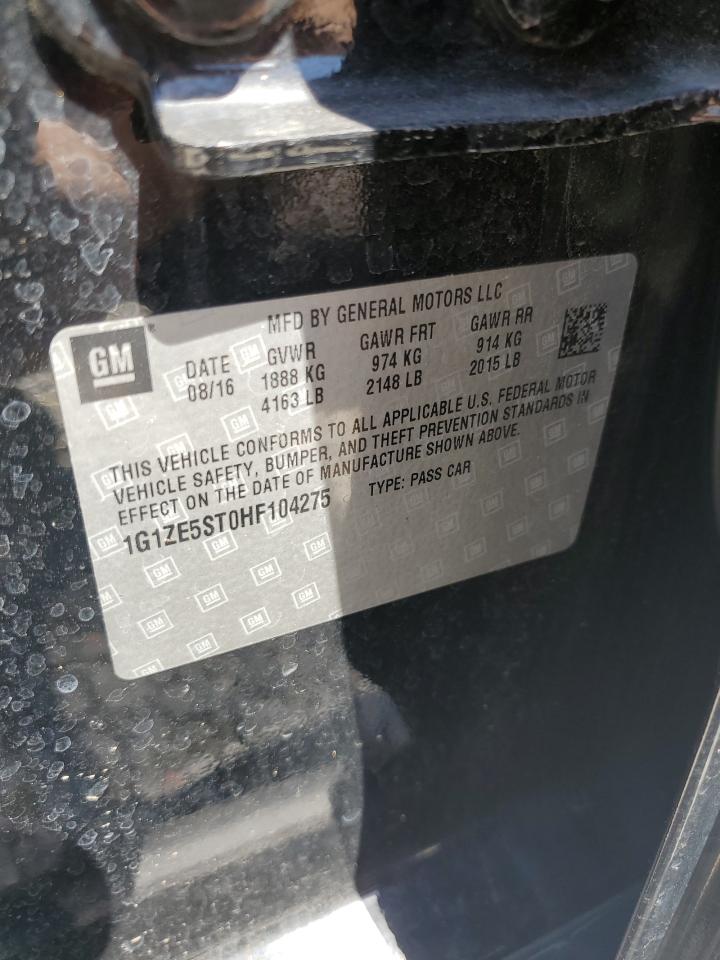 MFD BY GENERAL MOTORS LLC
GM
DATE GVWR GAWR FRT GAWR RR
08/16 1888 KG 974 KG 914 KG
4163 LB 2148 LB 2015 LB
THIS VEHICLE CONFORMS TO ALL APPLICABLE U.S. FEDERAL MOTOR
VEHICLE SAFETY, BUMPER, AND THEFT PREVENTION STANDARDS IN
EFFECT ON THE DATE OF MANUFACTURE SHOWN ABOVE.
1G1ZE5ST0HF104275 TYPE: PASS CAR